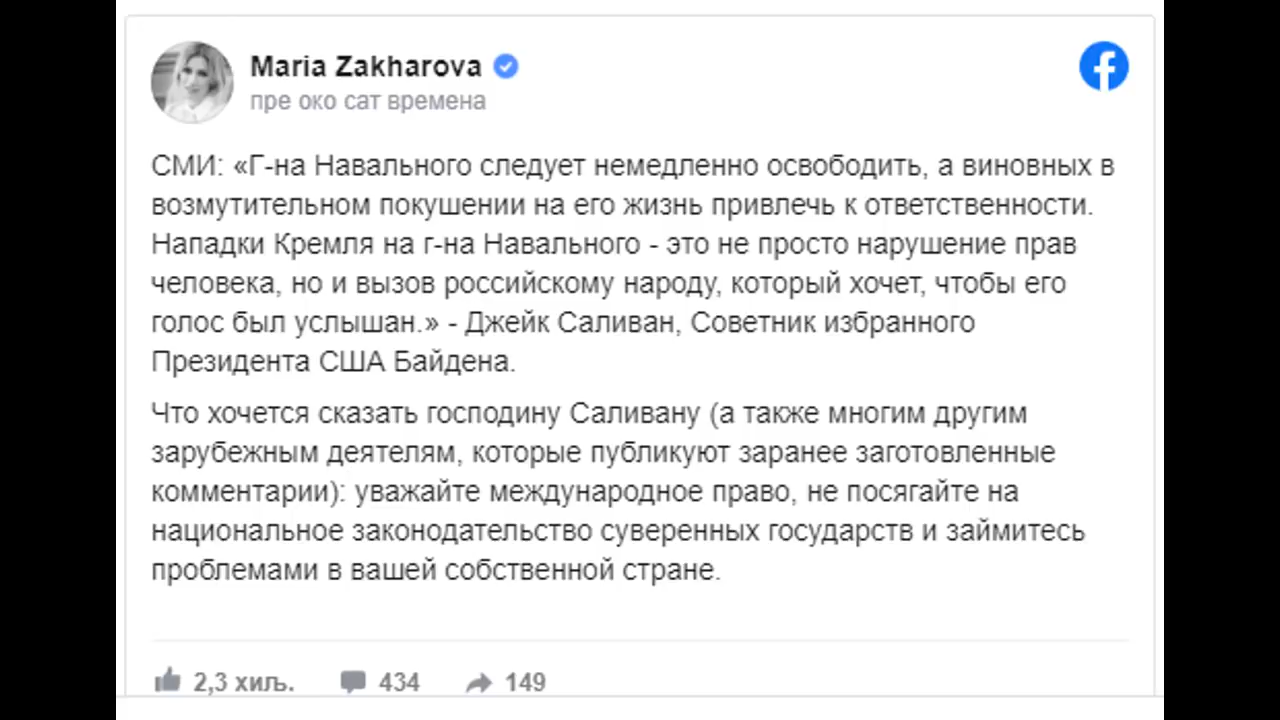 Maria Zakharova
пре око сат времена
СМИ: «Г-на Навального следует немедленно освободить, а виновных в
возмутительном покушении на его жизнь привлечь к ответственности.
Нападки Кремля на г-на Навального - это не просто нарушение прав
человека, но и вызов российскому народу, который хочет, чтобы его
голос был услышан.» - Джейк Саливан, Советник избранного
Президента США Байдена.
Что хочется сказать господину Саливану (а также многим другим
зарубежным деятелям, которые публикуют заранее заготовленные
комментарии): уважайте международное право, не посягайте на
национальное законодательство суверенных государств и займитесь
проблемами в вашей собственной стране.
2,3 хиљ. 434 149